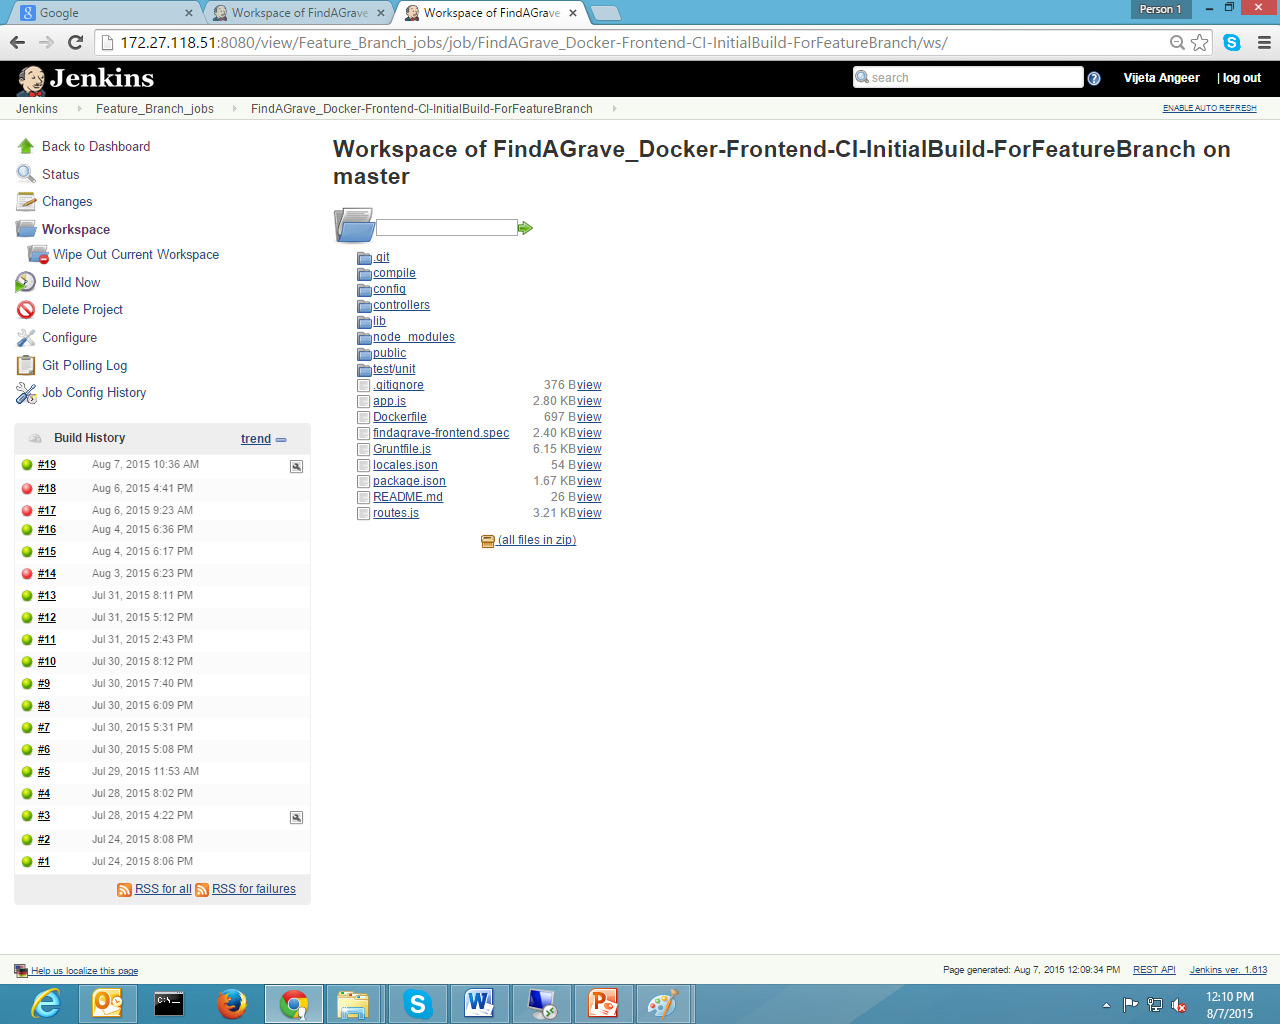 Google
Workspace of FindAGrave
Workspace of FindAGrave
Person 1
172.27.118.51:8080/view/Feature_Branch_jobs/job/FindAGrave_Docker-Frontend-CI-InitialBuild-ForFeatureBranch/ws/
Jenkins
search
Vijeta Angeer
| log out
Jenkins
Feature_Branch_jobs
FindAGrave_Docker-Frontend-CI-InitialBuild-ForFeatureBranch
ENABLE AUTO REFRESH
Back to Dashboard
Status
Changes
Workspace
Wipe Out Current Workspace
Build Now
Delete Project
Configure
Git Polling Log
Job Config History
Build History
trend
#19 Aug 7, 2015 10:36 AM
#18 Aug 6, 2015 4:41 PM
#17 Aug 6, 2015 9:23 AM
#16 Aug 4, 2015 6:36 PM
#15 Aug 4, 2015 6:17 PM
#14 Aug 3, 2015 6:23 PM
#13 Jul 31, 2015 8:11 PM
#12 Jul 31, 2015 5:12 PM
#11 Jul 31, 2015 2:43 PM
#10 Jul 30, 2015 8:12 PM
#9 Jul 30, 2015 7:40 PM
#8 Jul 30, 2015 6:09 PM
#7 Jul 30, 2015 5:31 PM
#6 Jul 30, 2015 5:08 PM
#5 Jul 29, 2015 11:53 AM
#4 Jul 28, 2015 8:02 PM
#3 Jul 28, 2015 4:22 PM
#2 Jul 24, 2015 8:08 PM
#1 Jul 24, 2015 8:06 PM
RSS for all RSS for failures
Workspace of FindAGrave_Docker-Frontend-CI-InitialBuild-ForFeatureBranch on
master
.git
compile
config
controllers
lib
node_modules
public
test/unit
.gitignore 376 B view
app.js 2.80 KB view
Dockerfile 697 B view
findagrave-frontend.spec 2.40 KB view
Gruntfile.js 6.15 KB view
locales.json 54 B view
package.json 1.67 KB view
README.md 26 B view
routes.js 3.21 KB view
(all files in zip)
Help us localize this page
Page generated: Aug 7, 2015 12:09:34 PM
REST API
Jenkins ver. 1.613
12:10 PM
8/7/2015